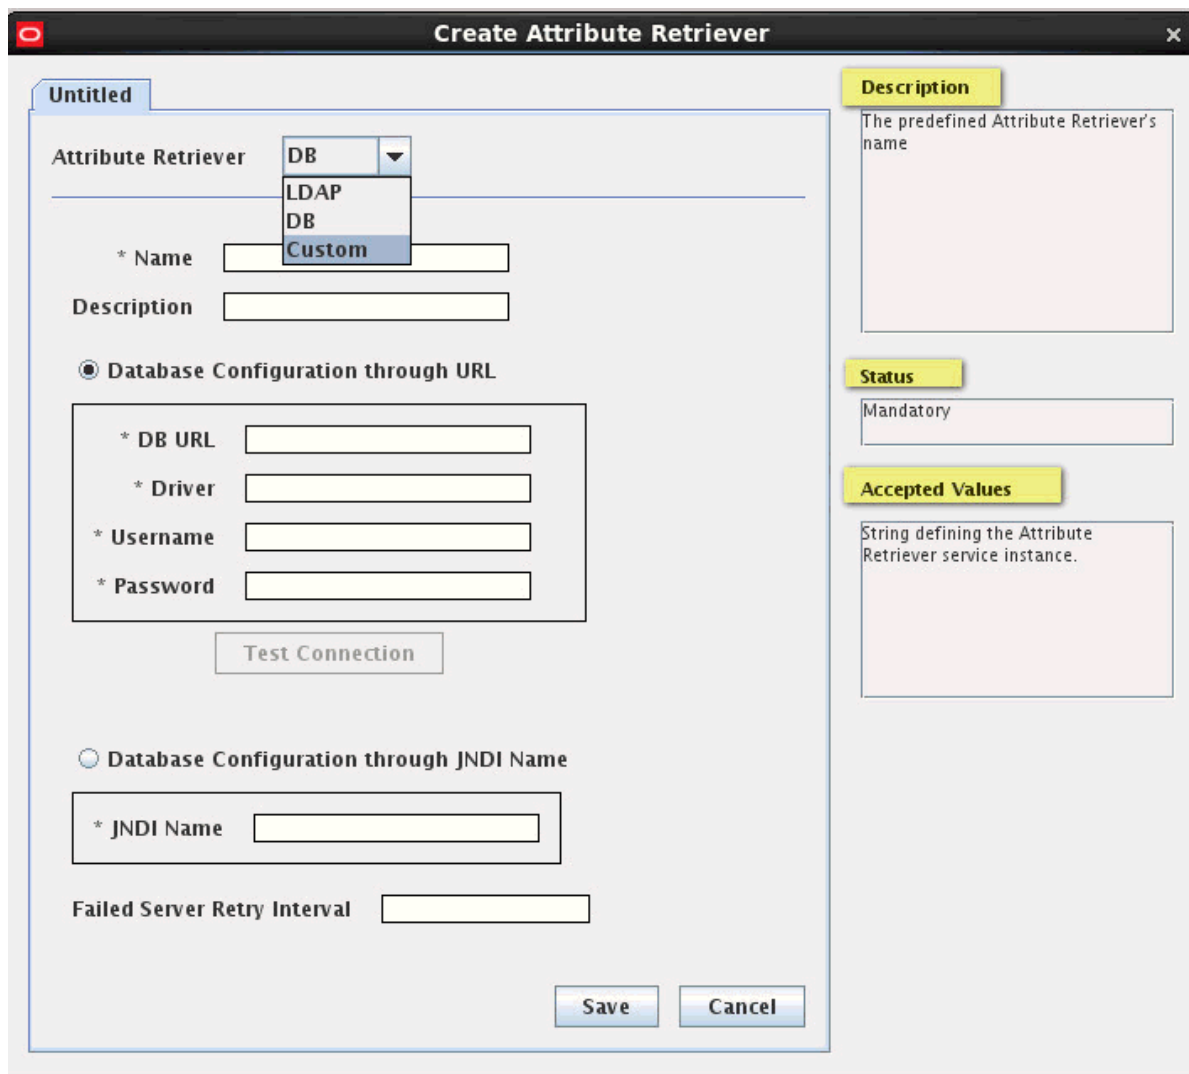 Create Attribute Retriever
Untitled
Attribute Retriever DB
LDAP
DB
Custom
* Name
Description
Database Configuration through URL
* DB URL
* Driver
* Username
* Password
Test Connection
Database Configuration through JNDI Name
* JNDI Name
Failed Server Retry Interval
Save Cancel
Description
The predefined Attribute Retriever's
name
Status
Mandatory
Accepted Values
String defining the Attribute
Retriever service instance.